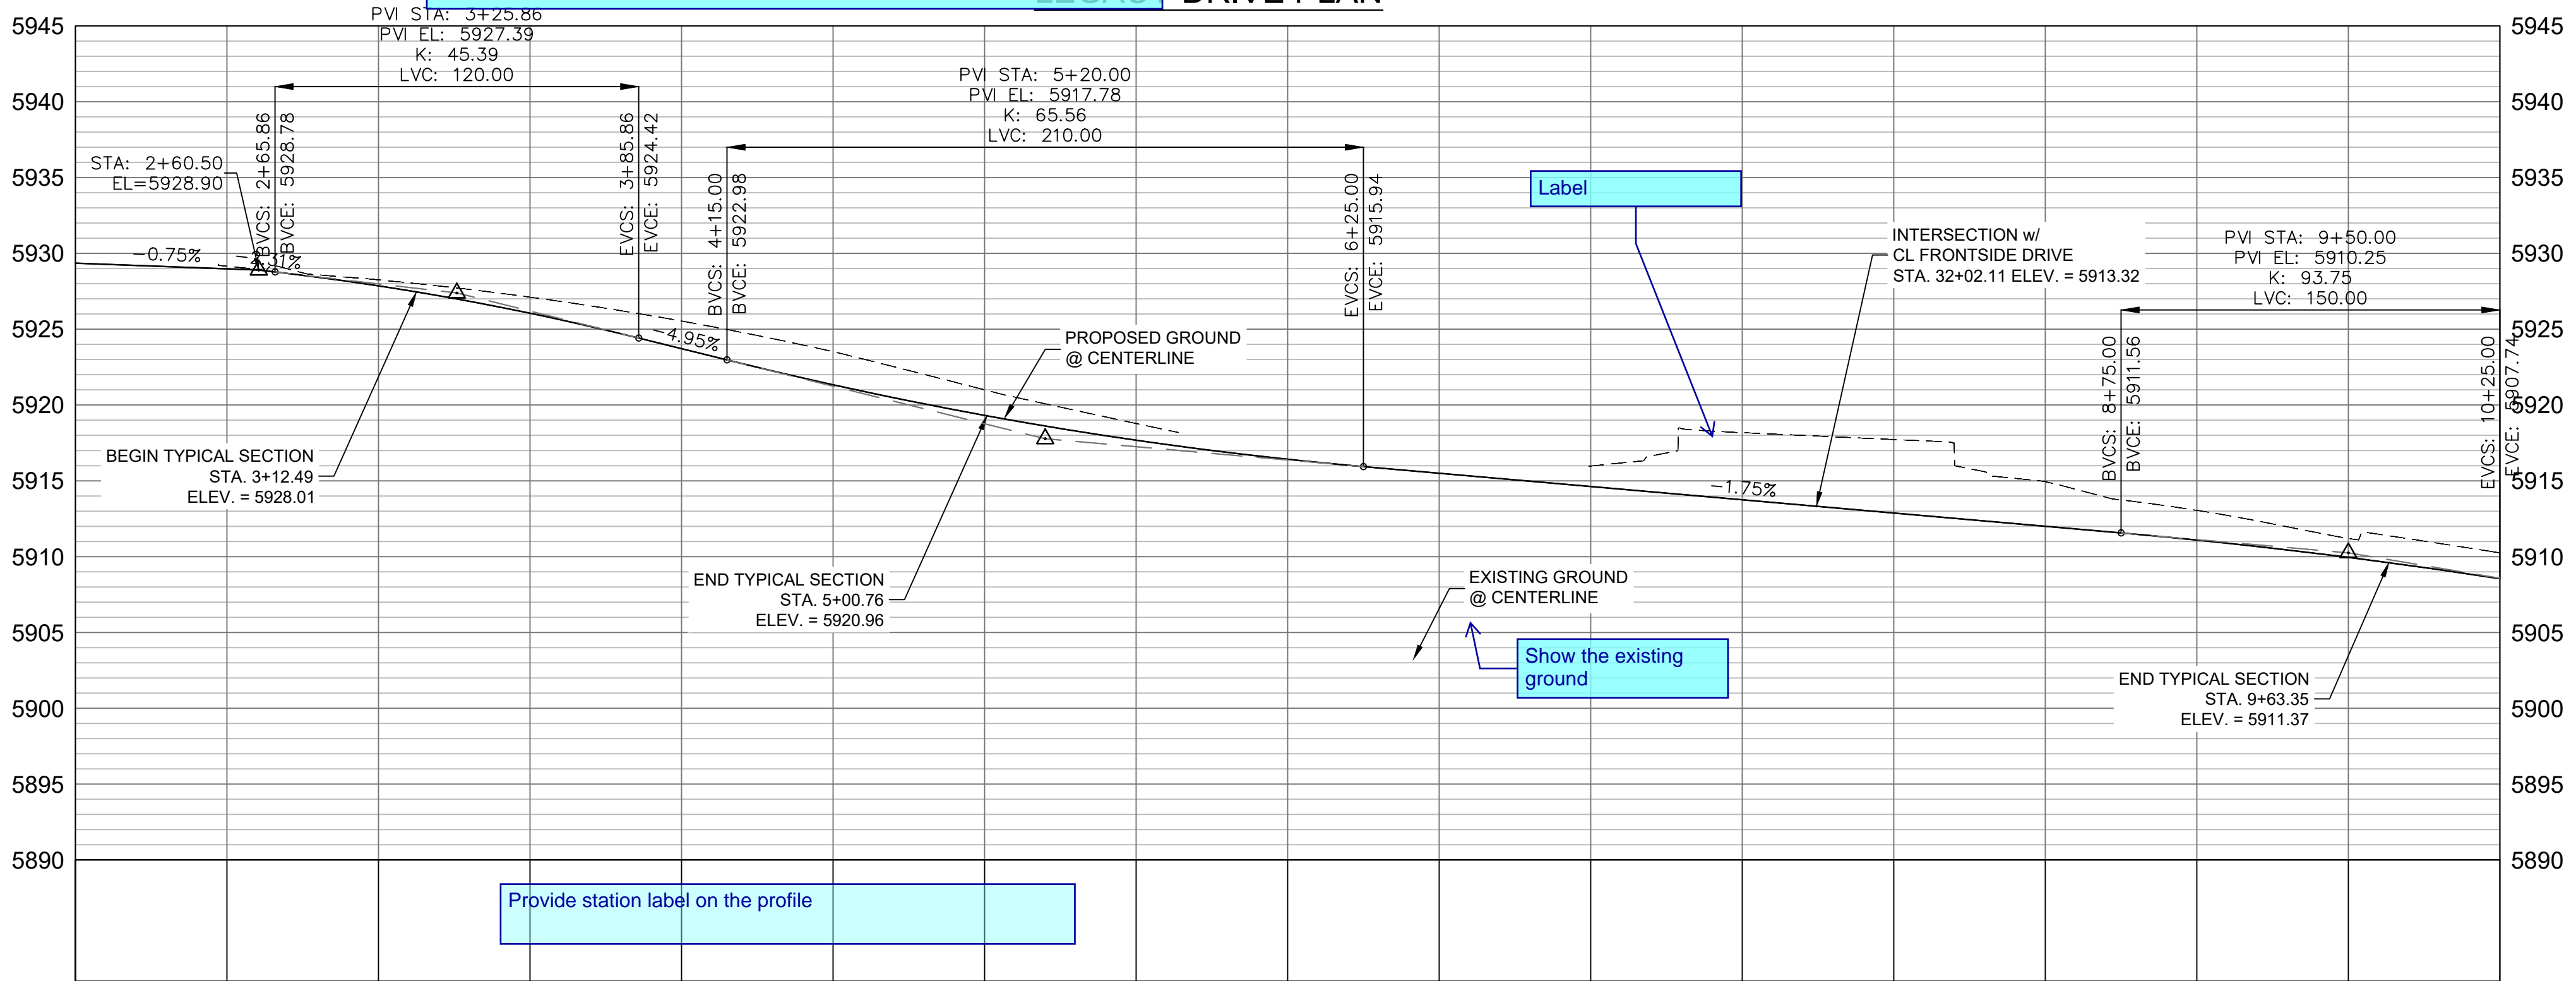 DRIVE PLAN
PVI STA: 3+25.86
PVI EL: 5927.39
K: 45.39
LVC: 120.00
PVI STA: 5+20.00
PVI EL: 5917.78
K: 65.56
LVC: 210.00
PVI STA: 9+50.00
PVI EL: 5910.25
K: 93.75
LVC: 150.00
5945
5940
5935
5930
5925
5920
5915
5910
5905
5900
5895
5890
STA: 2+60.50
EL=5928.90
BVCS: 2+65.86
BVCE: 5928.78
EVCS: 3+85.86
EVCE: 5924.42
BVCS: 4+15.00
BVCE: 5922.98
EVCS: 6+25.00
EVCE: 5915.94
BVCS: 8+75.00
BVCE: 5911.56
EVCS: 10+25.00
EVCE: 5907.74
-0.75%
-4.95%
-1.75%
Label
INTERSECTION w/
CL FRONTSIDE DRIVE
STA. 32+02.11 ELEV. = 5913.32
PROPOSED GROUND
@ CENTERLINE
BEGIN TYPICAL SECTION
STA. 3+12.49
ELEV. = 5928.01
END TYPICAL SECTION
STA. 5+00.76
ELEV. = 5920.96
EXISTING GROUND
@ CENTERLINE
Show the existing
ground
END TYPICAL SECTION
STA. 9+63.35
ELEV. = 5911.37
5945
5940
5935
5930
5925
5920
5915
5910
5905
5900
5895
5890
Provide station label on the profile